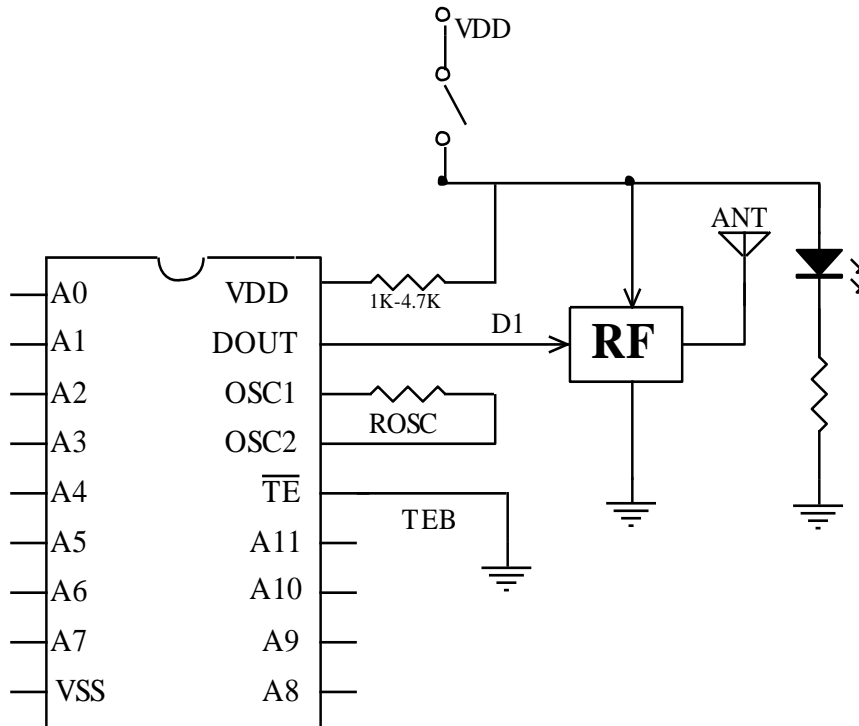 VDD
ANT
A0
VDD
1K-4.7K
D1
A1
DOUT
RF
A2
OSC1
ROSC
A3
OSC2
A4
TE
TEB
A5
A11
A6
A10
A7
A9
VSS
A8